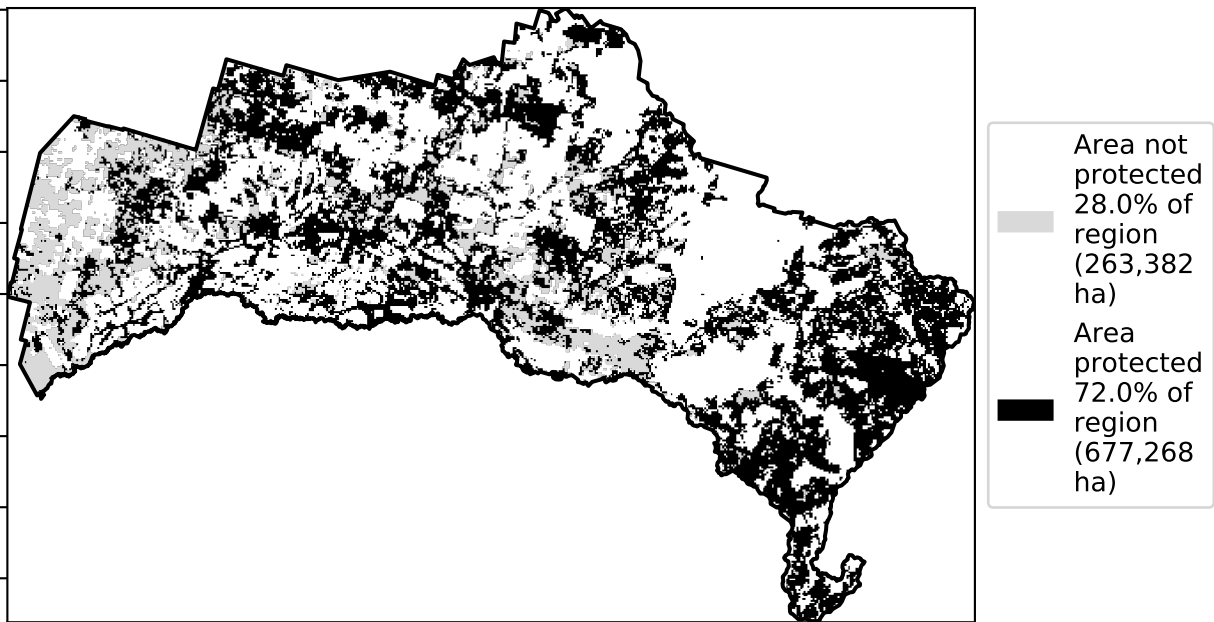 Area not
protected
28.0% of
region
(263,382
ha)
Area
protected
72.0% of
region
(677,268
ha)